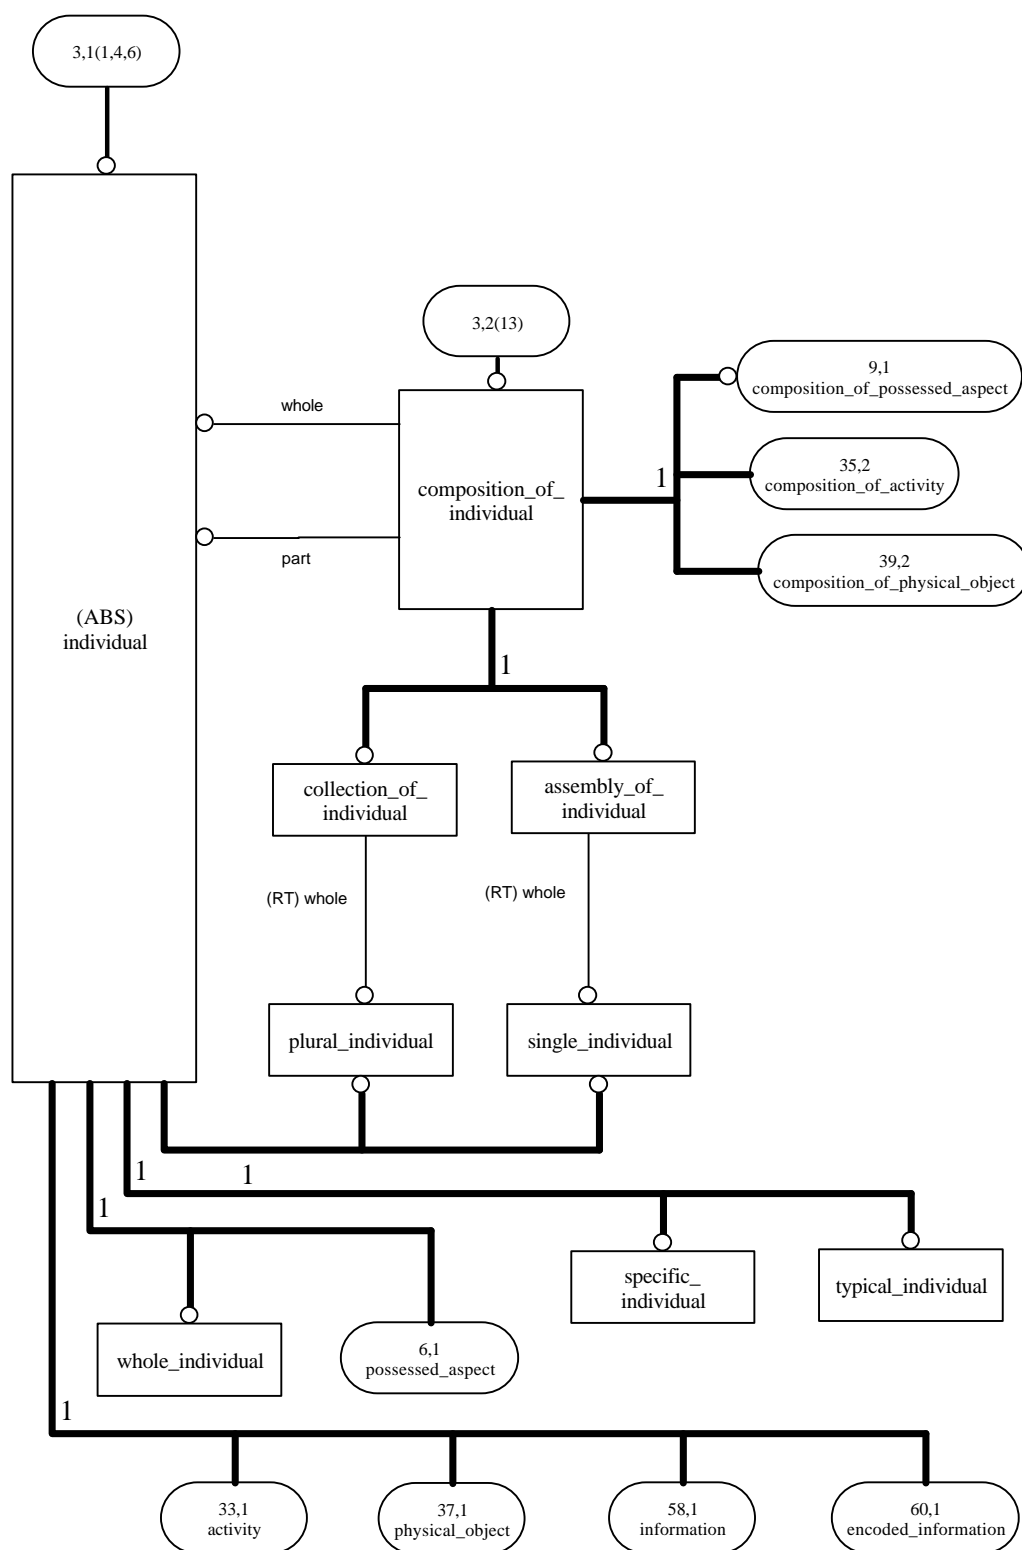 3,1(1,4,6)
3,2(13)
9,1
composition_of_possessed_aspect
whole
35,2
composition_of_activity
1
composition_of_
individual
part
39,2
composition_of_physical_object
(ABS)
individual
1
collection_of_
individual
assembly_of_
individual
(RT) whole
(RT) whole
plural_individual
single_individual
1
1
1
specific_
individual
typical_individual
whole_individual
6,1
possessed_aspect
1
33,1
activity
37,1
physical_object
58,1
information
60,1
encoded_information